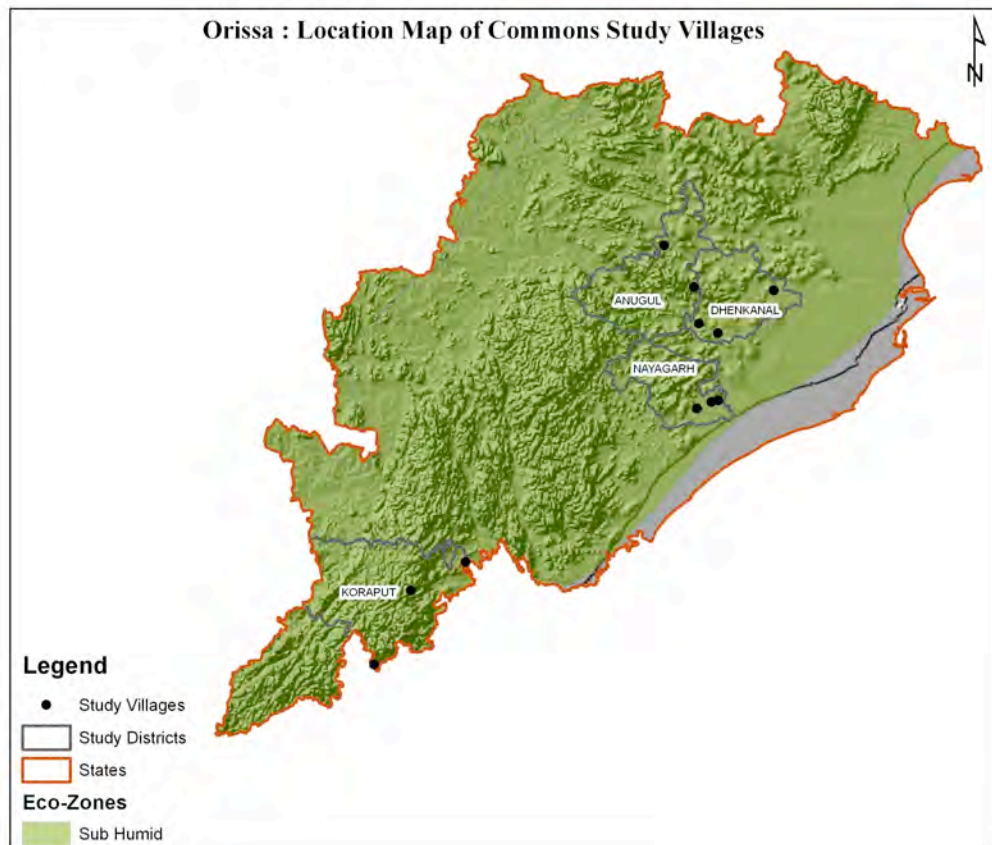 Orissa : Location Map of Commons Study Villages
N
ANUGUL
DHENKANAL
NAYAGARH
KORAPUT
Legend
Study Villages
Study Districts
States
Eco-Zones
Sub Humid